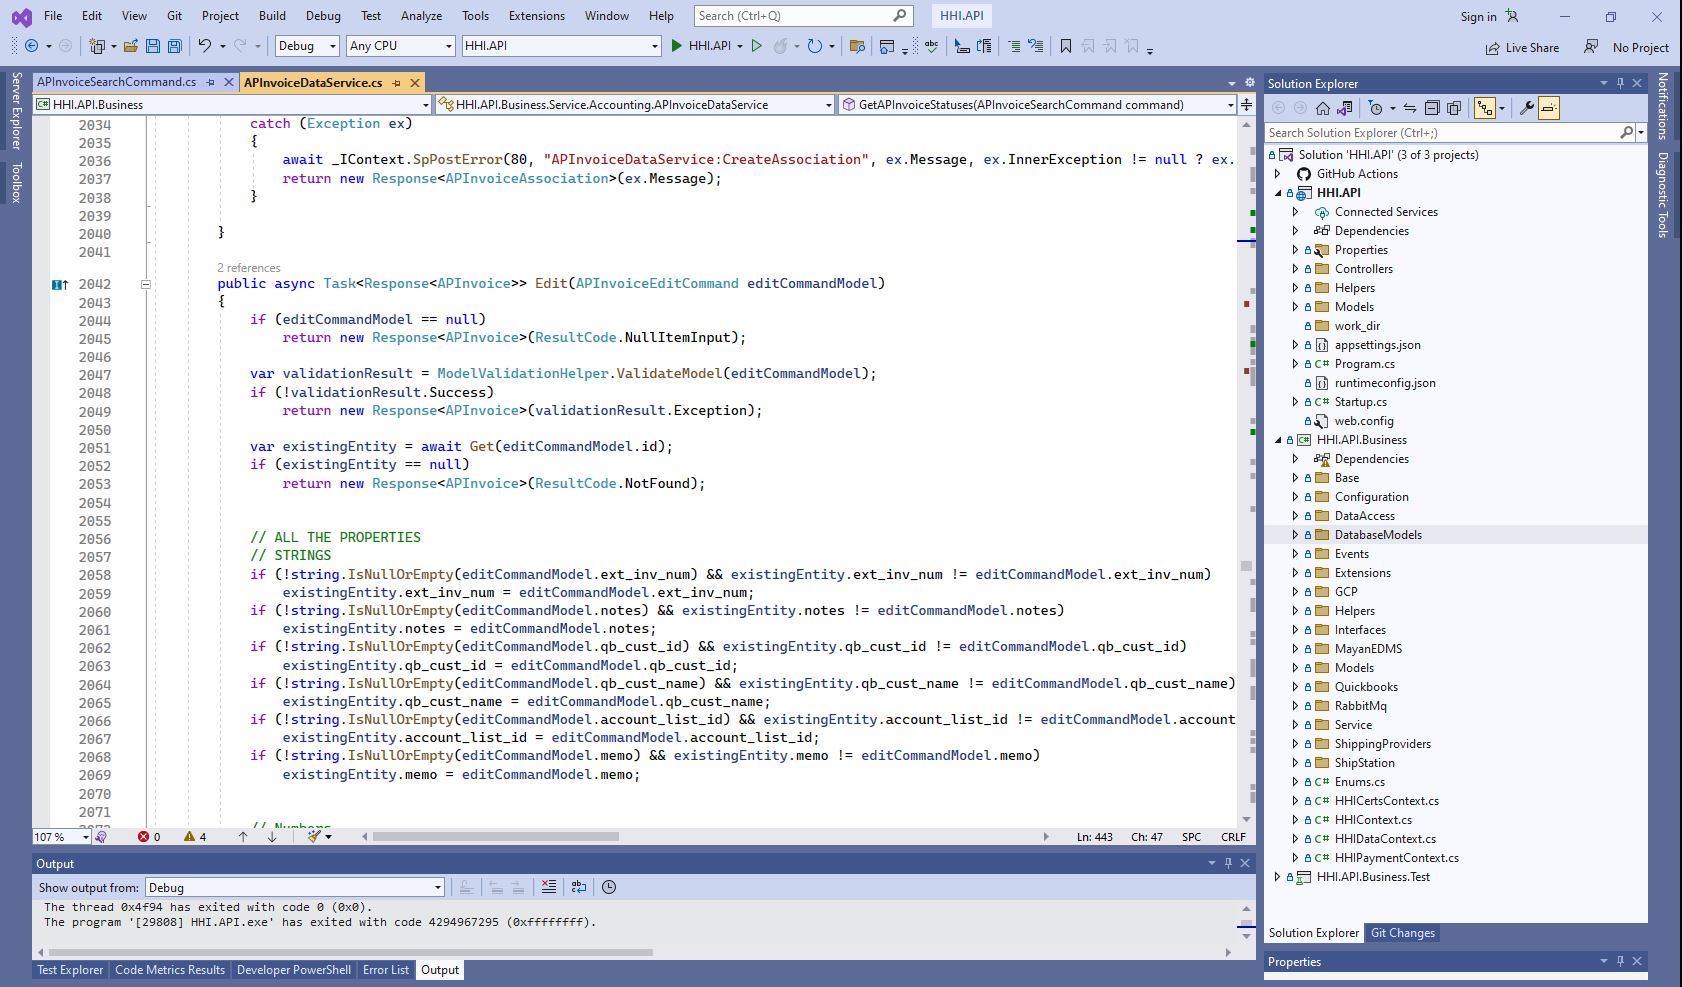 File Edit View Git Project Build Debug Test Analyze Tools Extensions Window Help Search (Ctrl+Q) HHI.API Sign in
Debug Any CPU HHI.API HHI.API Live Share No Project
Server Explorer
Toolbox
APInvoiceSearchCommand.cs APInvoiceDataService.cs
HHI.API.Business HHI.API.Business.Service.Accounting.APInvoiceDataService GetAPInvoiceStatuses(APInvoiceSearchCommand command)
2034 catch (Exception ex)
2035 {
2036 await _IContext.SpPostError(80, "APInvoiceDataService:CreateAssociation", ex.Message, ex.InnerException != null ? ex.
2037 return new Response<APInvoiceAssociation>(ex.Message);
2038 }
2039
2040 }
2041
2 references
2042 public async Task<Response<APInvoice>> Edit(APInvoiceEditCommand editCommandModel)
2043 {
2044 if (editCommandModel == null)
2045 return new Response<APInvoice>(ResultCode.NullItemInput);
2046
2047 var validationResult = ModelValidationHelper.ValidateModel(editCommandModel);
2048 if (!validationResult.Success)
2049 return new Response<APInvoice>(validationResult.Exception);
2050
2051 var existingEntity = await Get(editCommandModel.id);
2052 if (existingEntity == null)
2053 return new Response<APInvoice>(ResultCode.NotFound);
2054
2055
2056 // ALL THE PROPERTIES
2057 // STRINGS
2058 if (!string.IsNullOrEmpty(editCommandModel.ext_inv_num) && existingEntity.ext_inv_num != editCommandModel.ext_inv_num)
2059 existingEntity.ext_inv_num = editCommandModel.ext_inv_num;
2060 if (!string.IsNullOrEmpty(editCommandModel.notes) && existingEntity.notes != editCommandModel.notes)
2061 existingEntity.notes = editCommandModel.notes;
2062 if (!string.IsNullOrEmpty(editCommandModel.qb_cust_id) && existingEntity.qb_cust_id != editCommandModel.qb_cust_id)
2063 existingEntity.qb_cust_id = editCommandModel.qb_cust_id;
2064 if (!string.IsNullOrEmpty(editCommandModel.qb_cust_name) && existingEntity.qb_cust_name != editCommandModel.qb_cust_name)
2065 existingEntity.qb_cust_name = editCommandModel.qb_cust_name;
2066 if (!string.IsNullOrEmpty(editCommandModel.account_list_id) && existingEntity.account_list_id != editCommandModel.account
2067 existingEntity.account_list_id = editCommandModel.account_list_id;
2068 if (!string.IsNullOrEmpty(editCommandModel.memo) && existingEntity.memo != editCommandModel.memo)
2069 existingEntity.memo = editCommandModel.memo;
2070
2071
2072 // Numbers
107 % 0 4 Ln: 443 Ch: 47 SPC CRLF
Output
Show output from: Debug
The thread 0x4f94 has exited with code 0 (0x0).
The program '[29808] HHI.API.exe' has exited with code 4294967295 (0xffffffff).
Test Explorer Code Metrics Results Developer PowerShell Error List Output
Solution Explorer
Search Solution Explorer (Ctrl+;)
Solution 'HHI.API' (3 of 3 projects)
GitHub Actions
HHI.API
Connected Services
Dependencies
Properties
Controllers
Helpers
Models
work_dir
appsettings.json
Program.cs
runtimeconfig.json
Startup.cs
web.config
HHI.API.Business
Dependencies
Base
Configuration
DataAccess
DatabaseModels
Events
Extensions
GCP
Helpers
Interfaces
MayanEDMS
Models
Quickbooks
RabbitMq
Service
ShippingProviders
ShipStation
Enums.cs
HHICertsContext.cs
HHIContext.cs
HHIDataContext.cs
HHIPaymentContext.cs
HHI.API.Business.Test
Solution Explorer Git Changes
Properties
Notifications
Diagnostic Tools